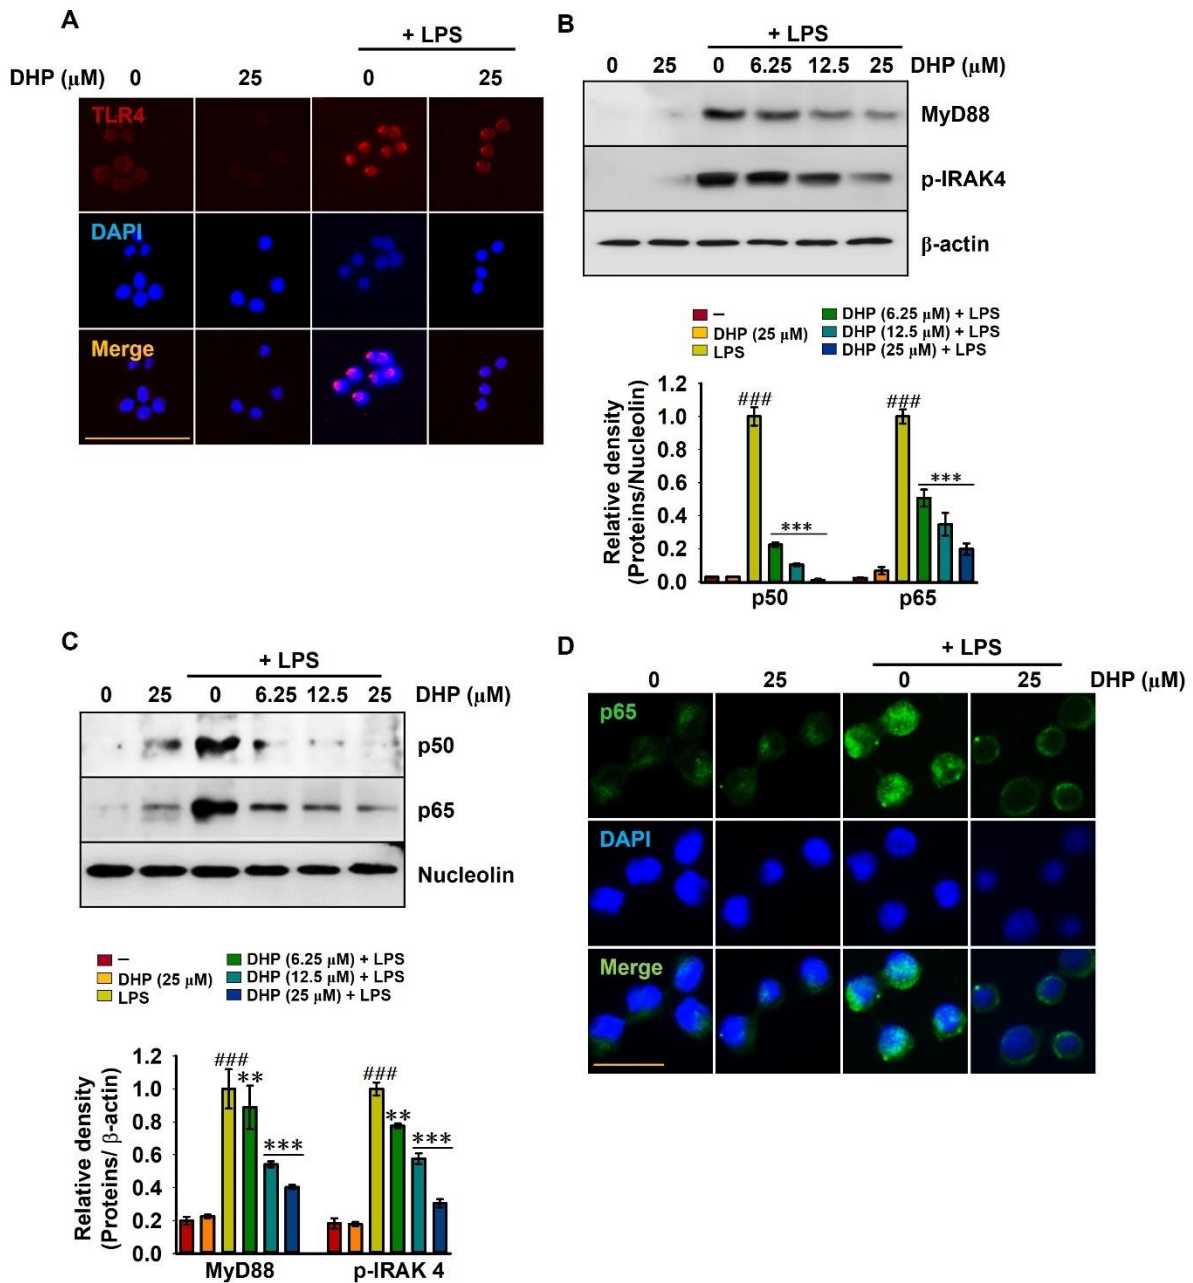 A
+ LPS
DHP (μM) 0 25 0 25
TLR4
DAPI
Merge
B
+ LPS
0 25 0 6.25 12.5 25 DHP (μM)
MyD88
p-IRAK4
β-actin
– DHP (6.25 μM) + LPS
DHP (25 μM) DHP (12.5 μM) + LPS
LPS DHP (25 μM) + LPS
Relative density
(Proteins/Nucleolin)
1.2
1.0
0.8
0.6
0.4
0.2
0.0
### ***
### ***
p50 p65
C
+ LPS
0 25 0 6.25 12.5 25 DHP (μM)
p50
p65
Nucleolin
– DHP (6.25 μM) + LPS
DHP (25 μM) DHP (12.5 μM) + LPS
LPS DHP (25 μM) + LPS
Relative density
(Proteins/ β-actin)
1.2
1.0
0.8
0.6
0.4
0.2
0.0
### ** ***
### ** ***
MyD88 p-IRAK 4
D
+ LPS
0 25 0 25 DHP (μM)
p65
DAPI
Merge